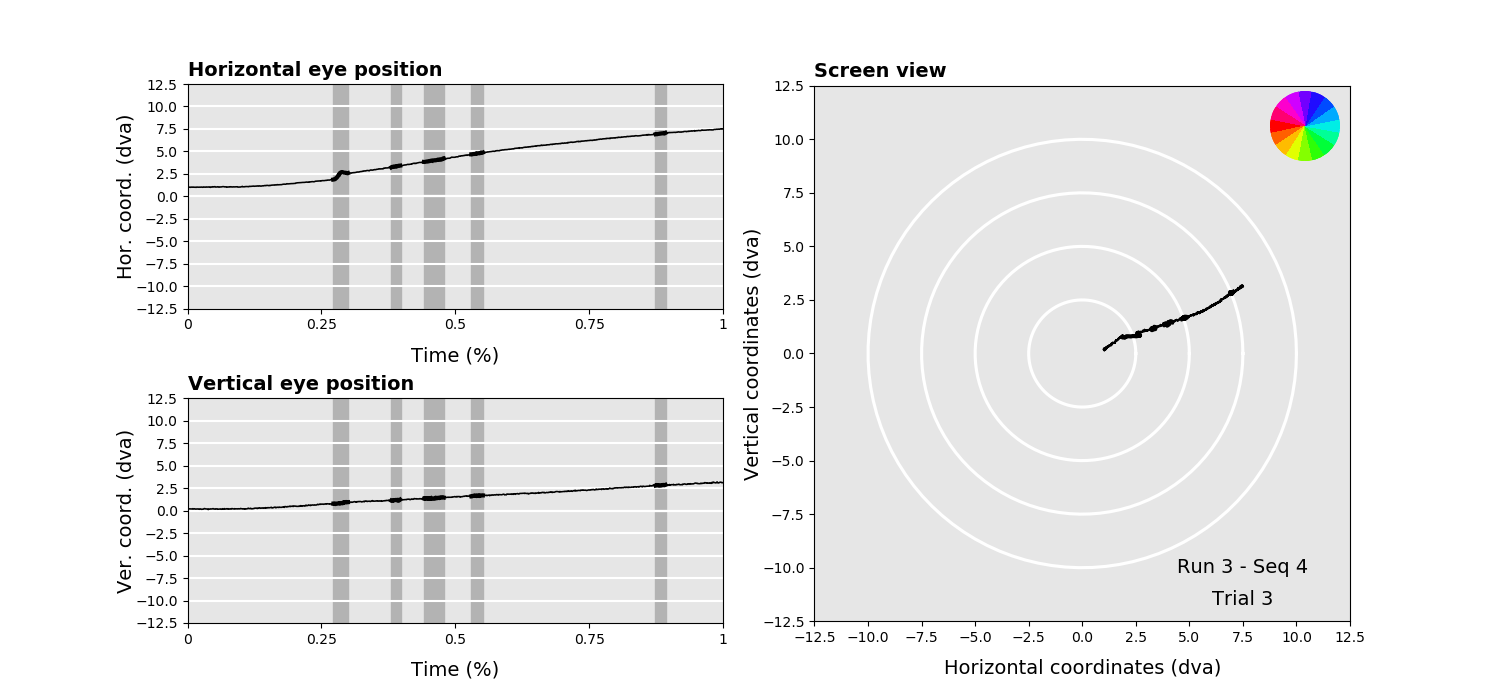 Horizontal eye position
12.5
10.0
7.5
5.0
2.5
0.0
−2.5
−5.0
−7.5
−10.0
−12.5
Hor. coord. (dva)
0 0.25 0.5 0.75 1
Time (%)
Vertical eye position
12.5
10.0
7.5
5.0
2.5
0.0
−2.5
−5.0
−7.5
−10.0
−12.5
Ver. coord. (dva)
0 0.25 0.5 0.75 1
Time (%)
Screen view
12.5
10.0
7.5
5.0
2.5
0.0
−2.5
−5.0
−7.5
−10.0
−12.5
Vertical coordinates (dva)
Run 3 - Seq 4
Trial 3
−12.5 −10.0 −7.5 −5.0 −2.5 0.0 2.5 5.0 7.5 10.0 12.5
Horizontal coordinates (dva)